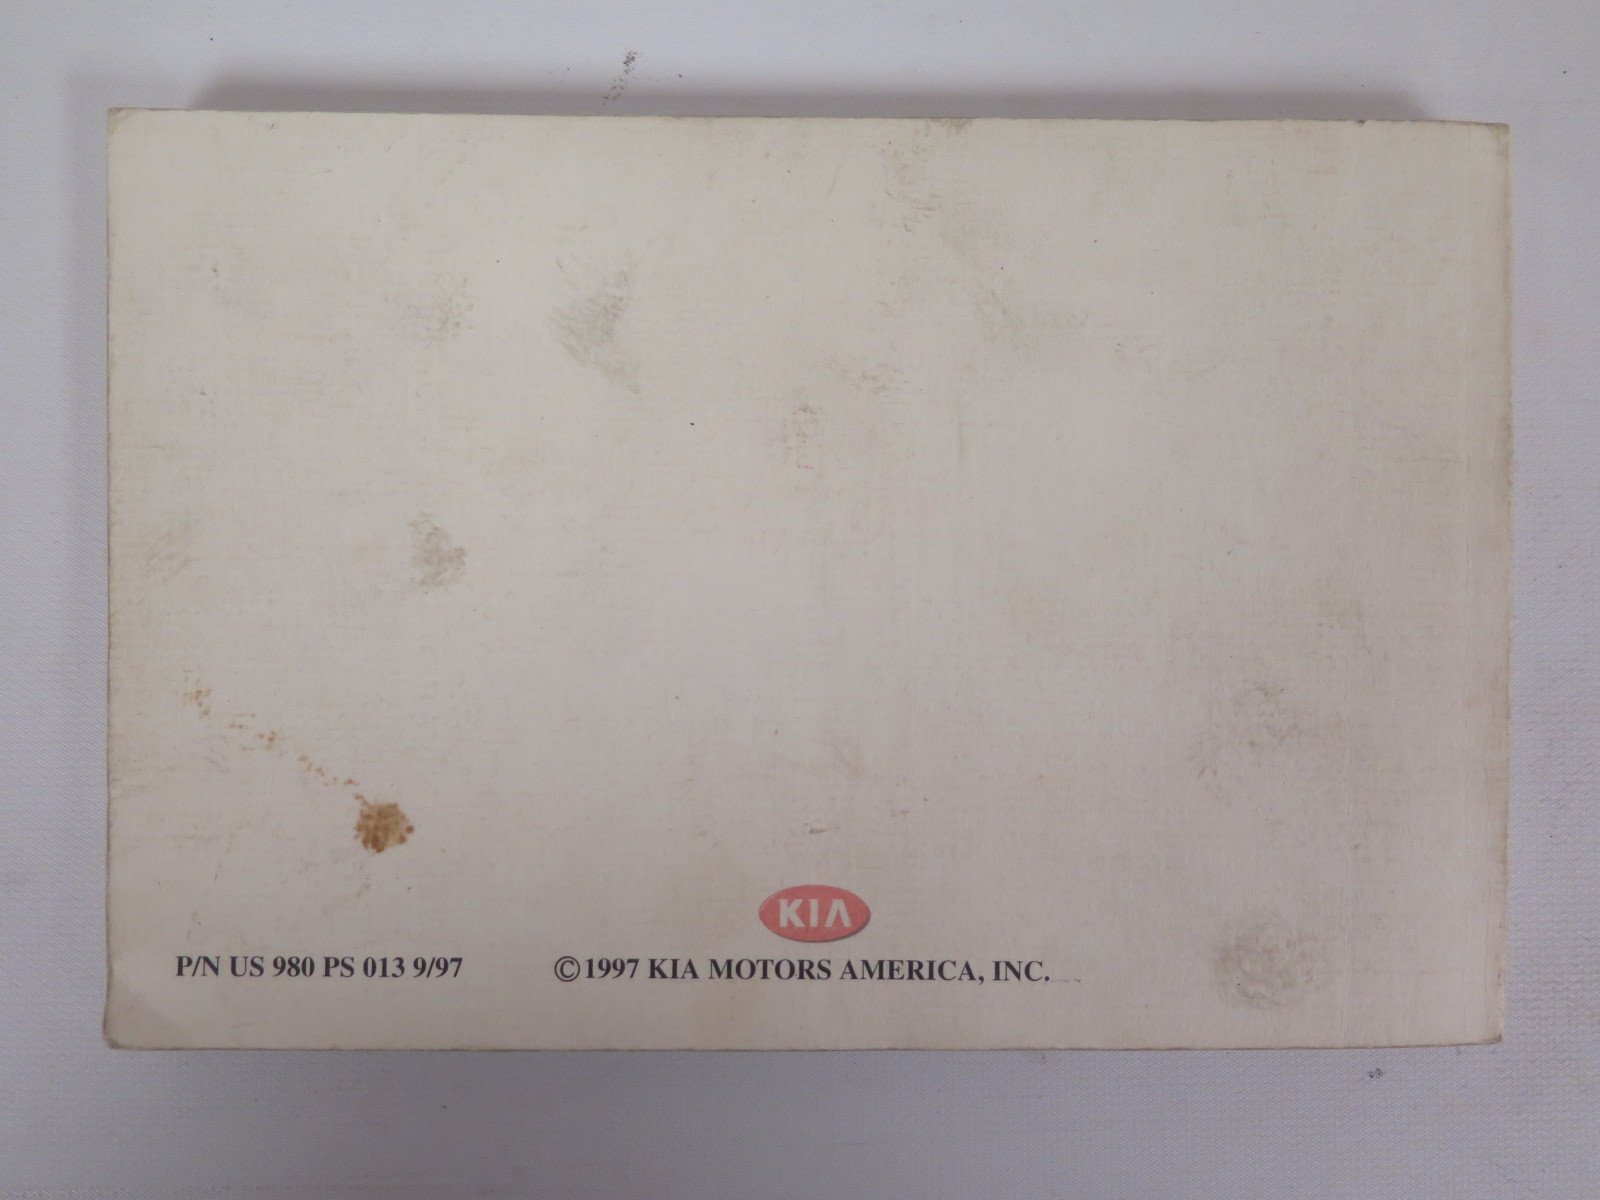 KIA
P/N US 980 PS 013 9/97 ©1997 KIA MOTORS AMERICA, INC.